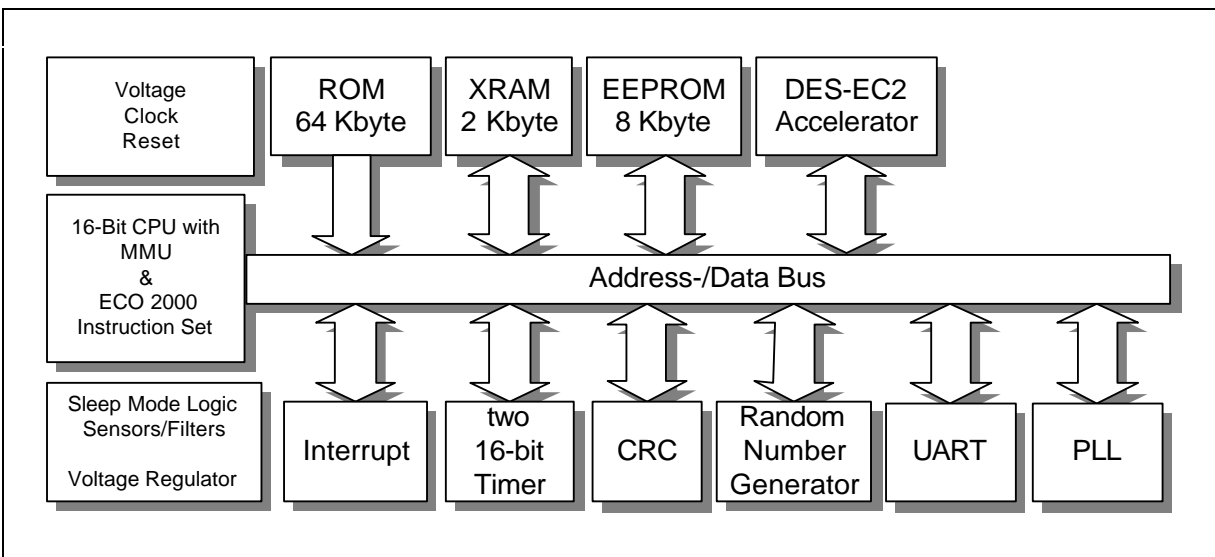 Voltage
Clock
Reset
ROM
64 Kbyte
XRAM
2 Kbyte
EEPROM
8 Kbyte
DES-EC2
Accelerator
16-Bit CPU with
MMU
&
ECO 2000
Instruction Set
Address-/Data Bus
Sleep Mode Logic
Sensors/Filters
Voltage Regulator
Interrupt
two
16-bit
Timer
CRC
Random
Number
Generator
UART
PLL